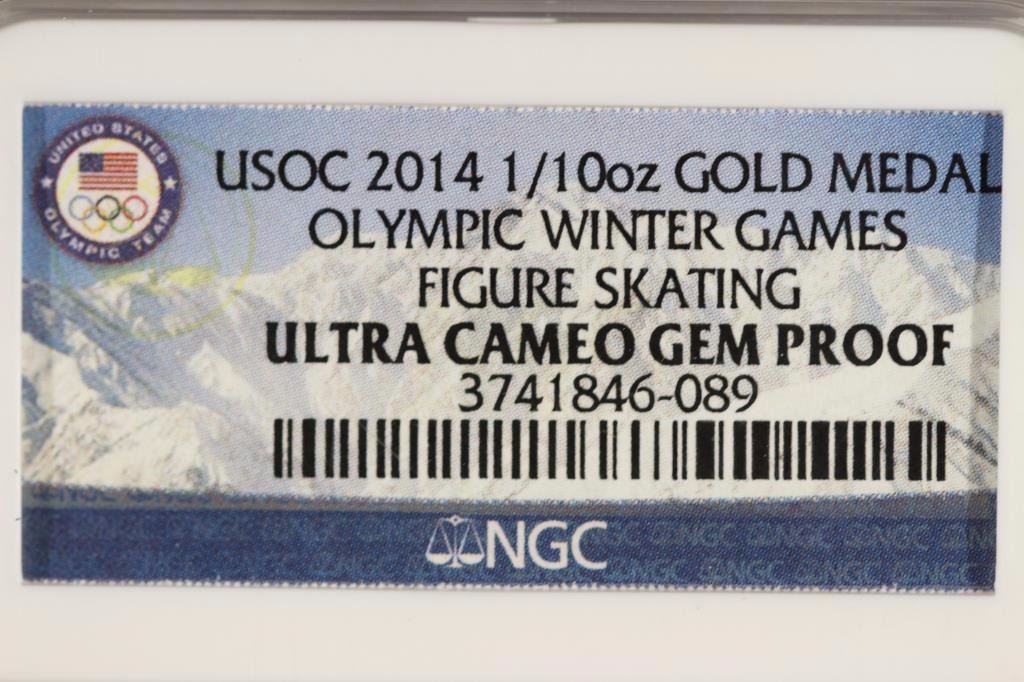 UNITED STATES
OLYMPIC TEAM
USOC 2014 1/10oz GOLD MEDAL
OLYMPIC WINTER GAMES
FIGURE SKATING
ULTRA CAMEO GEM PROOF
3741846-089
NGC